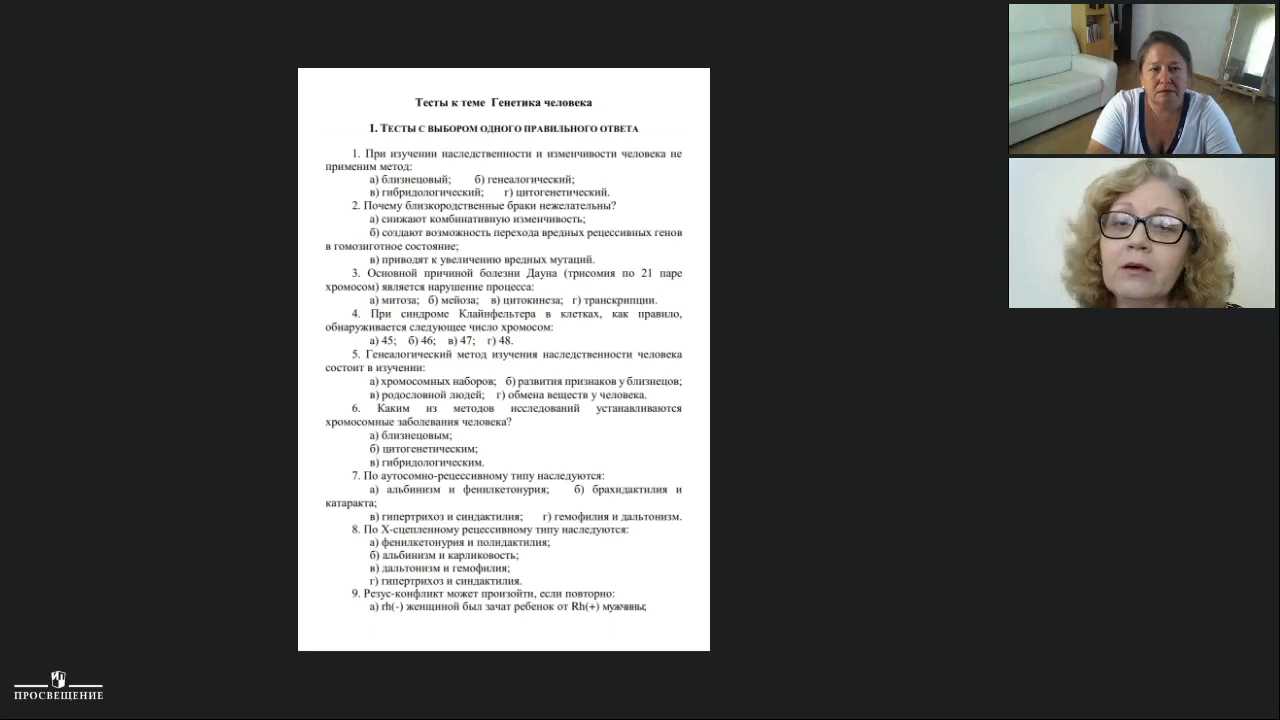 Тесты к теме Генетика человека
1. ТЕСТЫ С ВЫБОРОМ ОДНОГО ПРАВИЛЬНОГО ОТВЕТА
1. При изучении наследственности и изменчивости человека не
применим метод:
а) близнецовый; б) генеалогический;
в) гибридологический; г) цитогенетический.
2. Почему близкородственные браки нежелательны?
а) снижают комбинативную изменчивость;
б) создают возможность перехода вредных рецессивных генов
в гомозиготное состояние;
в) приводят к увеличению вредных мутаций.
3. Основной причиной болезни Дауна (трисомия по 21 паре
хромосом) является нарушение процесса:
а) митоза; б) мейоза; в) цитокинеза; г) транскрипции.
4. При синдроме Клайнфельтера в клетках, как правило,
обнаруживается следующее число хромосом:
а) 45; б) 46; в) 47; г) 48.
5. Генеалогический метод изучения наследственности человека
состоит в изучении:
а) хромосомных наборов; б) развития признаков у близнецов;
в) родословной людей; г) обмена веществ у человека.
6. Каким из методов исследований устанавливаются
хромосомные заболевания человека?
а) близнецовым;
б) цитогенетическим;
в) гибридологическим.
7. По аутосомно-рецессивному типу наследуются:
а) альбинизм и фенилкетонурия; б) брахидактилия и
катаракта;
в) гипертрихоз и синдактилия; г) гемофилия и дальтонизм.
8. По Х-сцепленному рецессивному типу наследуются:
а) фенилкетонурия и полидактилия;
б) альбинизм и карликовость;
в) дальтонизм и гемофилия;
г) гипертрихоз и синдактилия.
9. Резус-конфликт может произойти, если повторно:
а) rh(-) женщиной был зачат ребенок от Rh(+) мужчины;
ПРОСВЕЩЕНИЕ